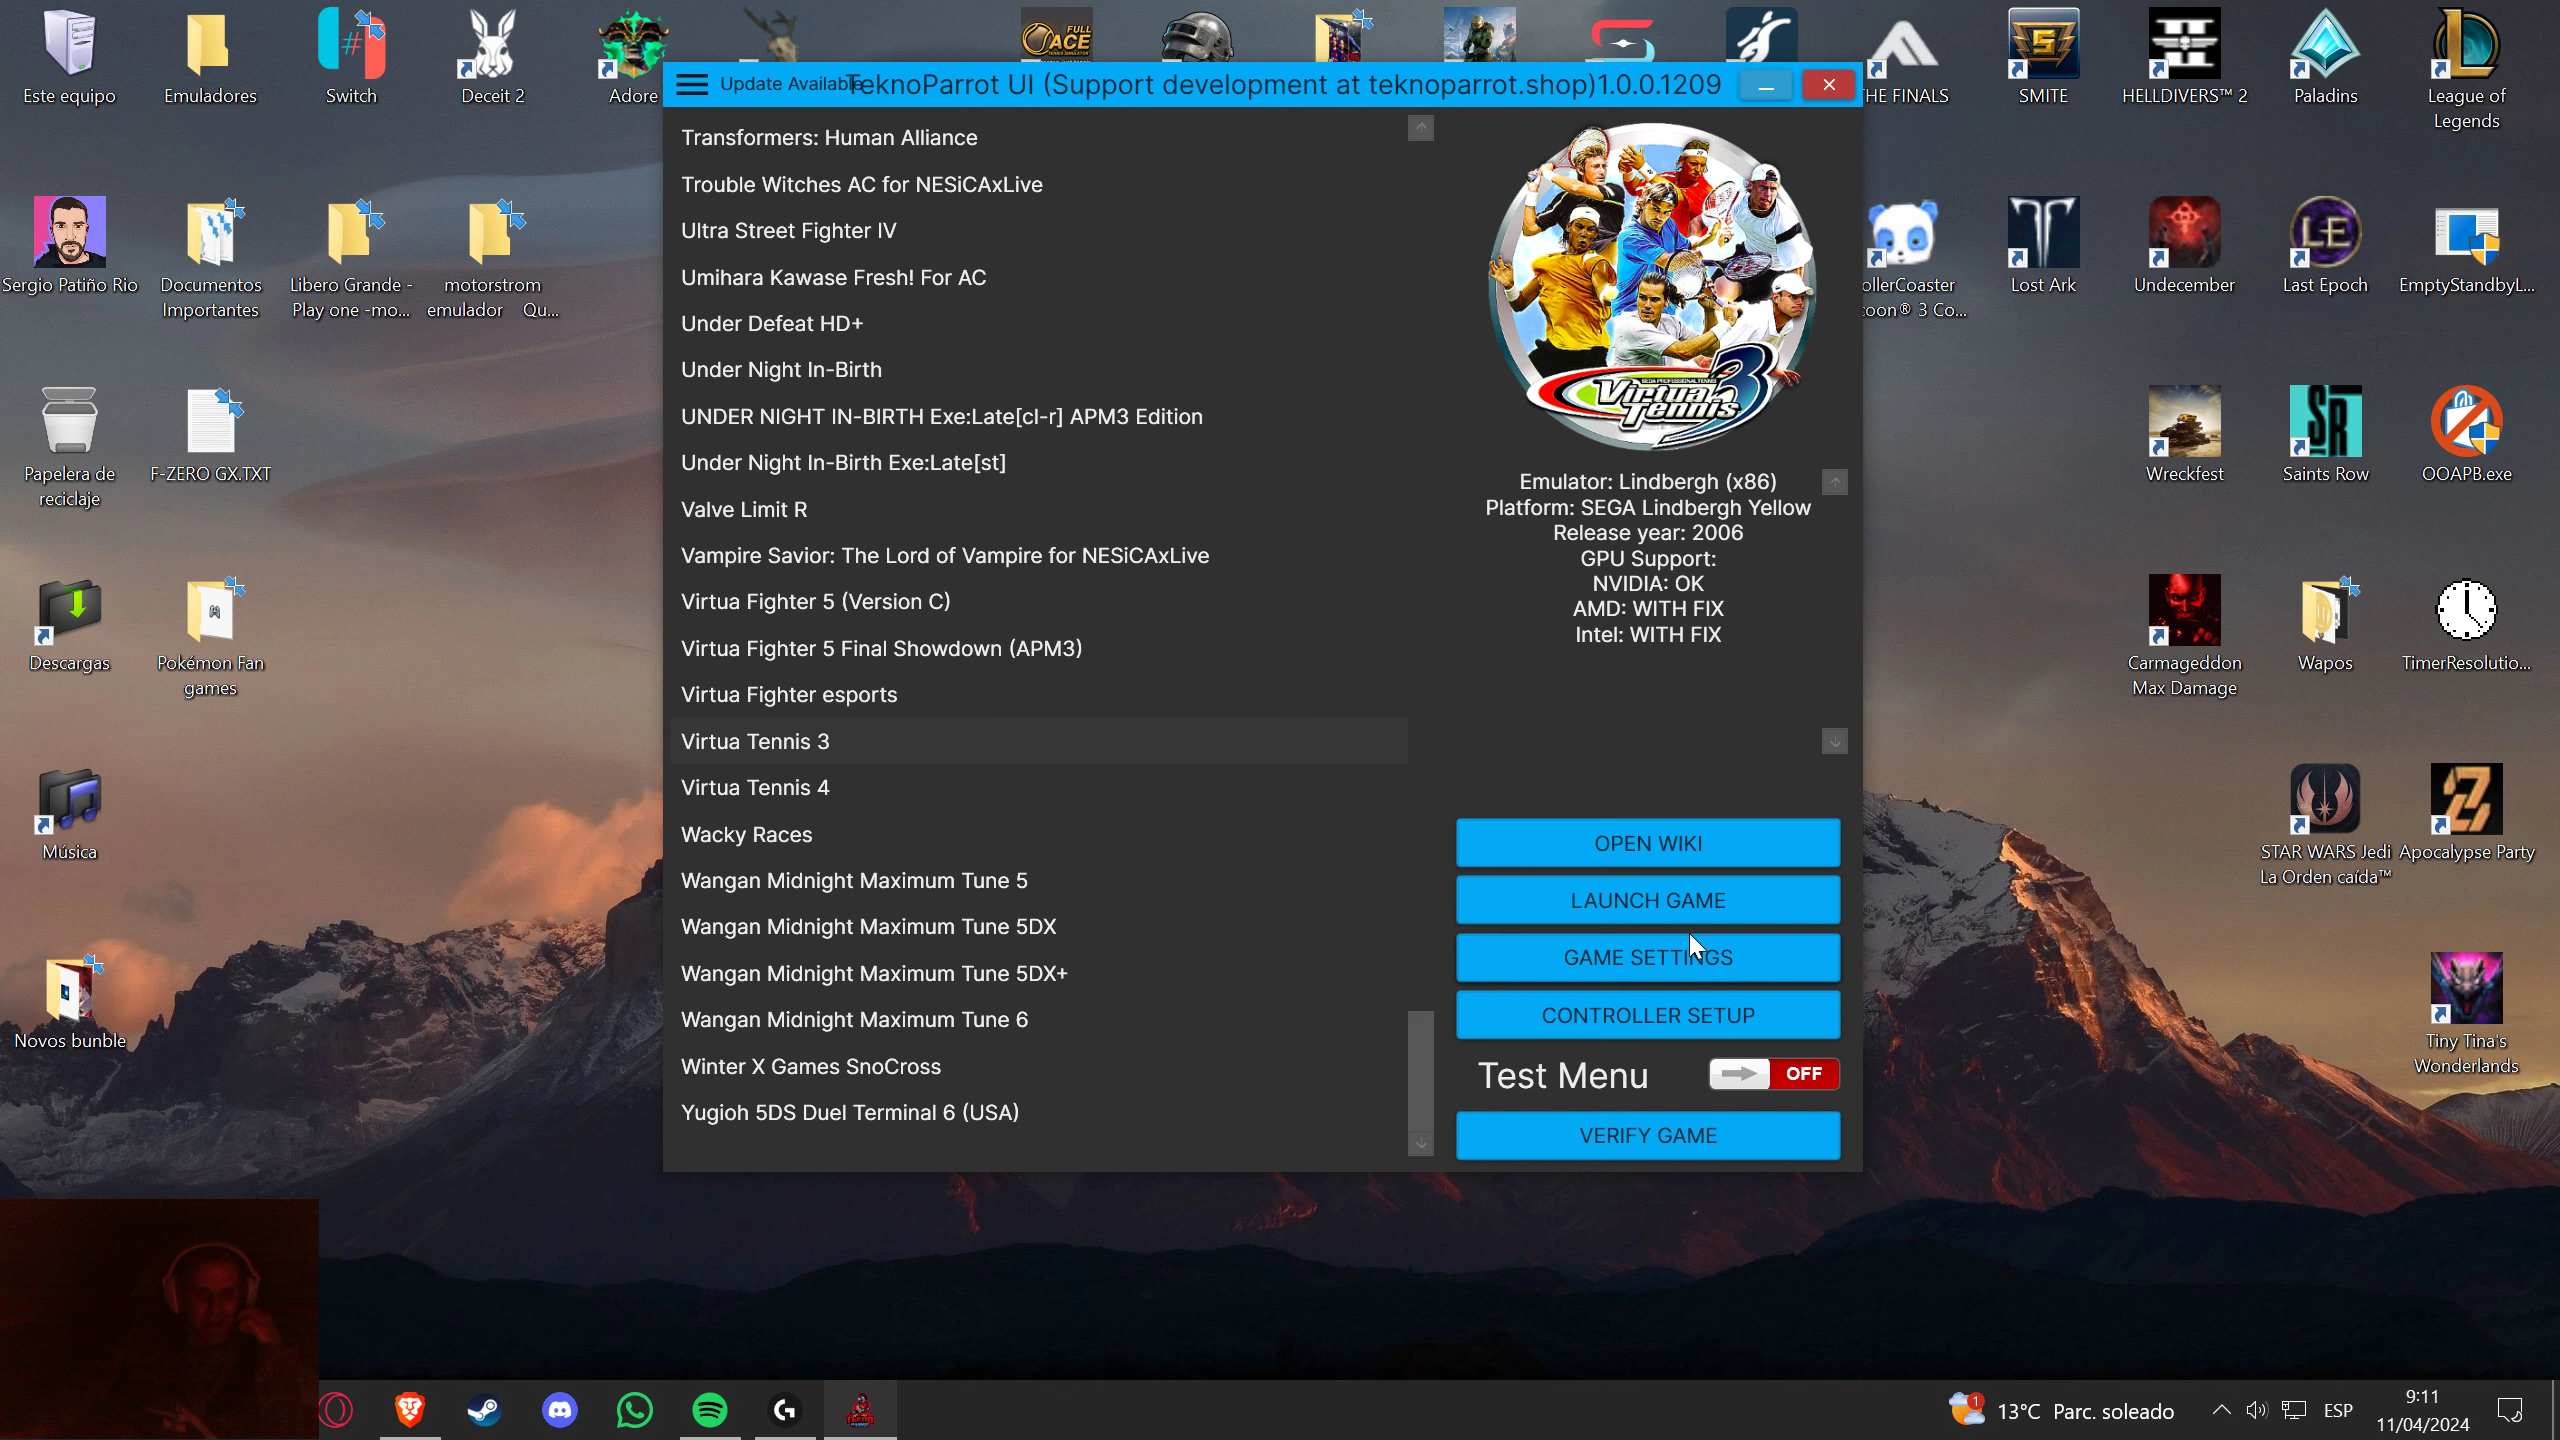 Este equipo
Emuladores
Switch
Deceit 2
Adore
FULL
ACE
THE FINALS
SMITE
HELLDIVERS™ 2
Paladins
League of
Legends
Update Available
TeknoParrot UI (Support development at teknoparrot.shop)1.0.0.1209
Sergio Patiño Rio
Documentos
Importantes
Libero Grande -
Play one -mo...
motorstrom
emulador Qu...
Lost Ark
Undecember
LE
Last Epoch
EmptyStandbyL...
Papelera de
reciclaje
F-ZERO GX.TXT
Wreckfest
SR
Saints Row
OOAPB.exe
Descargas
Pokémon Fan
games
Carmageddon
Max Damage
Wapos
TimerResolutio...
Música
STAR WARS Jedi
La Orden caída™
Apocalypse Party
Novos bunble
Tiny Tina's
Wonderlands
Transformers: Human Alliance
Trouble Witches AC for NESiCAxLive
Ultra Street Fighter IV
Umihara Kawase Fresh! For AC
Under Defeat HD+
Under Night In-Birth
UNDER NIGHT IN-BIRTH Exe:Late[cl-r] APM3 Edition
Under Night In-Birth Exe:Late[st]
Valve Limit R
Vampire Savior: The Lord of Vampire for NESiCAxLive
Virtua Fighter 5 (Version C)
Virtua Fighter 5 Final Showdown (APM3)
Virtua Fighter esports
Virtua Tennis 3
Virtua Tennis 4
Wacky Races
Wangan Midnight Maximum Tune 5
Wangan Midnight Maximum Tune 5DX
Wangan Midnight Maximum Tune 5DX+
Wangan Midnight Maximum Tune 6
Winter X Games SnoCross
Yugioh 5DS Duel Terminal 6 (USA)
SEGA PROFESSIONAL TENNIS
Virtua
Tennis 3
Emulator: Lindbergh (x86)
Platform: SEGA Lindbergh Yellow
Release year: 2006
GPU Support:
NVIDIA: OK
AMD: WITH FIX
Intel: WITH FIX
OPEN WIKI
LAUNCH GAME
GAME SETTINGS
CONTROLLER SETUP
Test Menu
OFF
VERIFY GAME
1
13°C Parc. soleado
ESP
9:11
11/04/2024